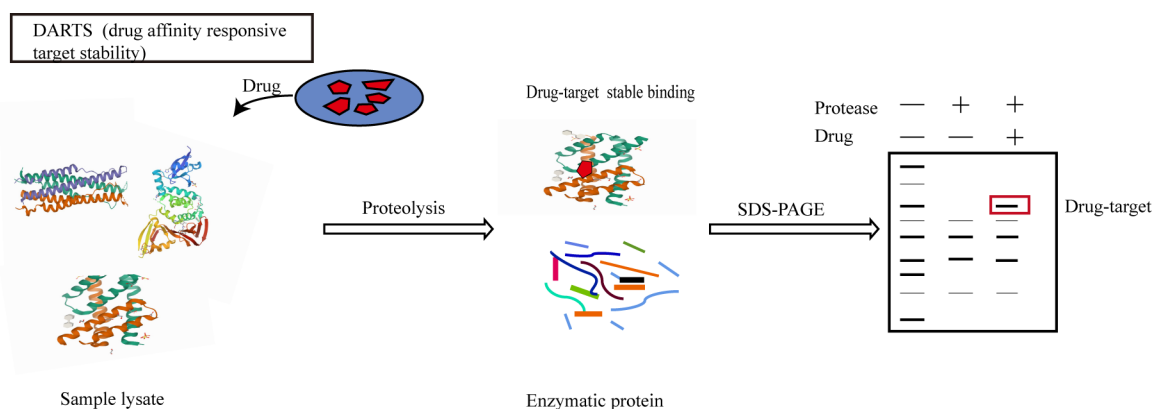 DARTS (drug affinity responsive
target stability)
Drug
Drug-target stable binding
Protease — + +
Drug — — +
Proteolysis
SDS-PAGE
Drug-target
Sample lysate
Enzymatic protein